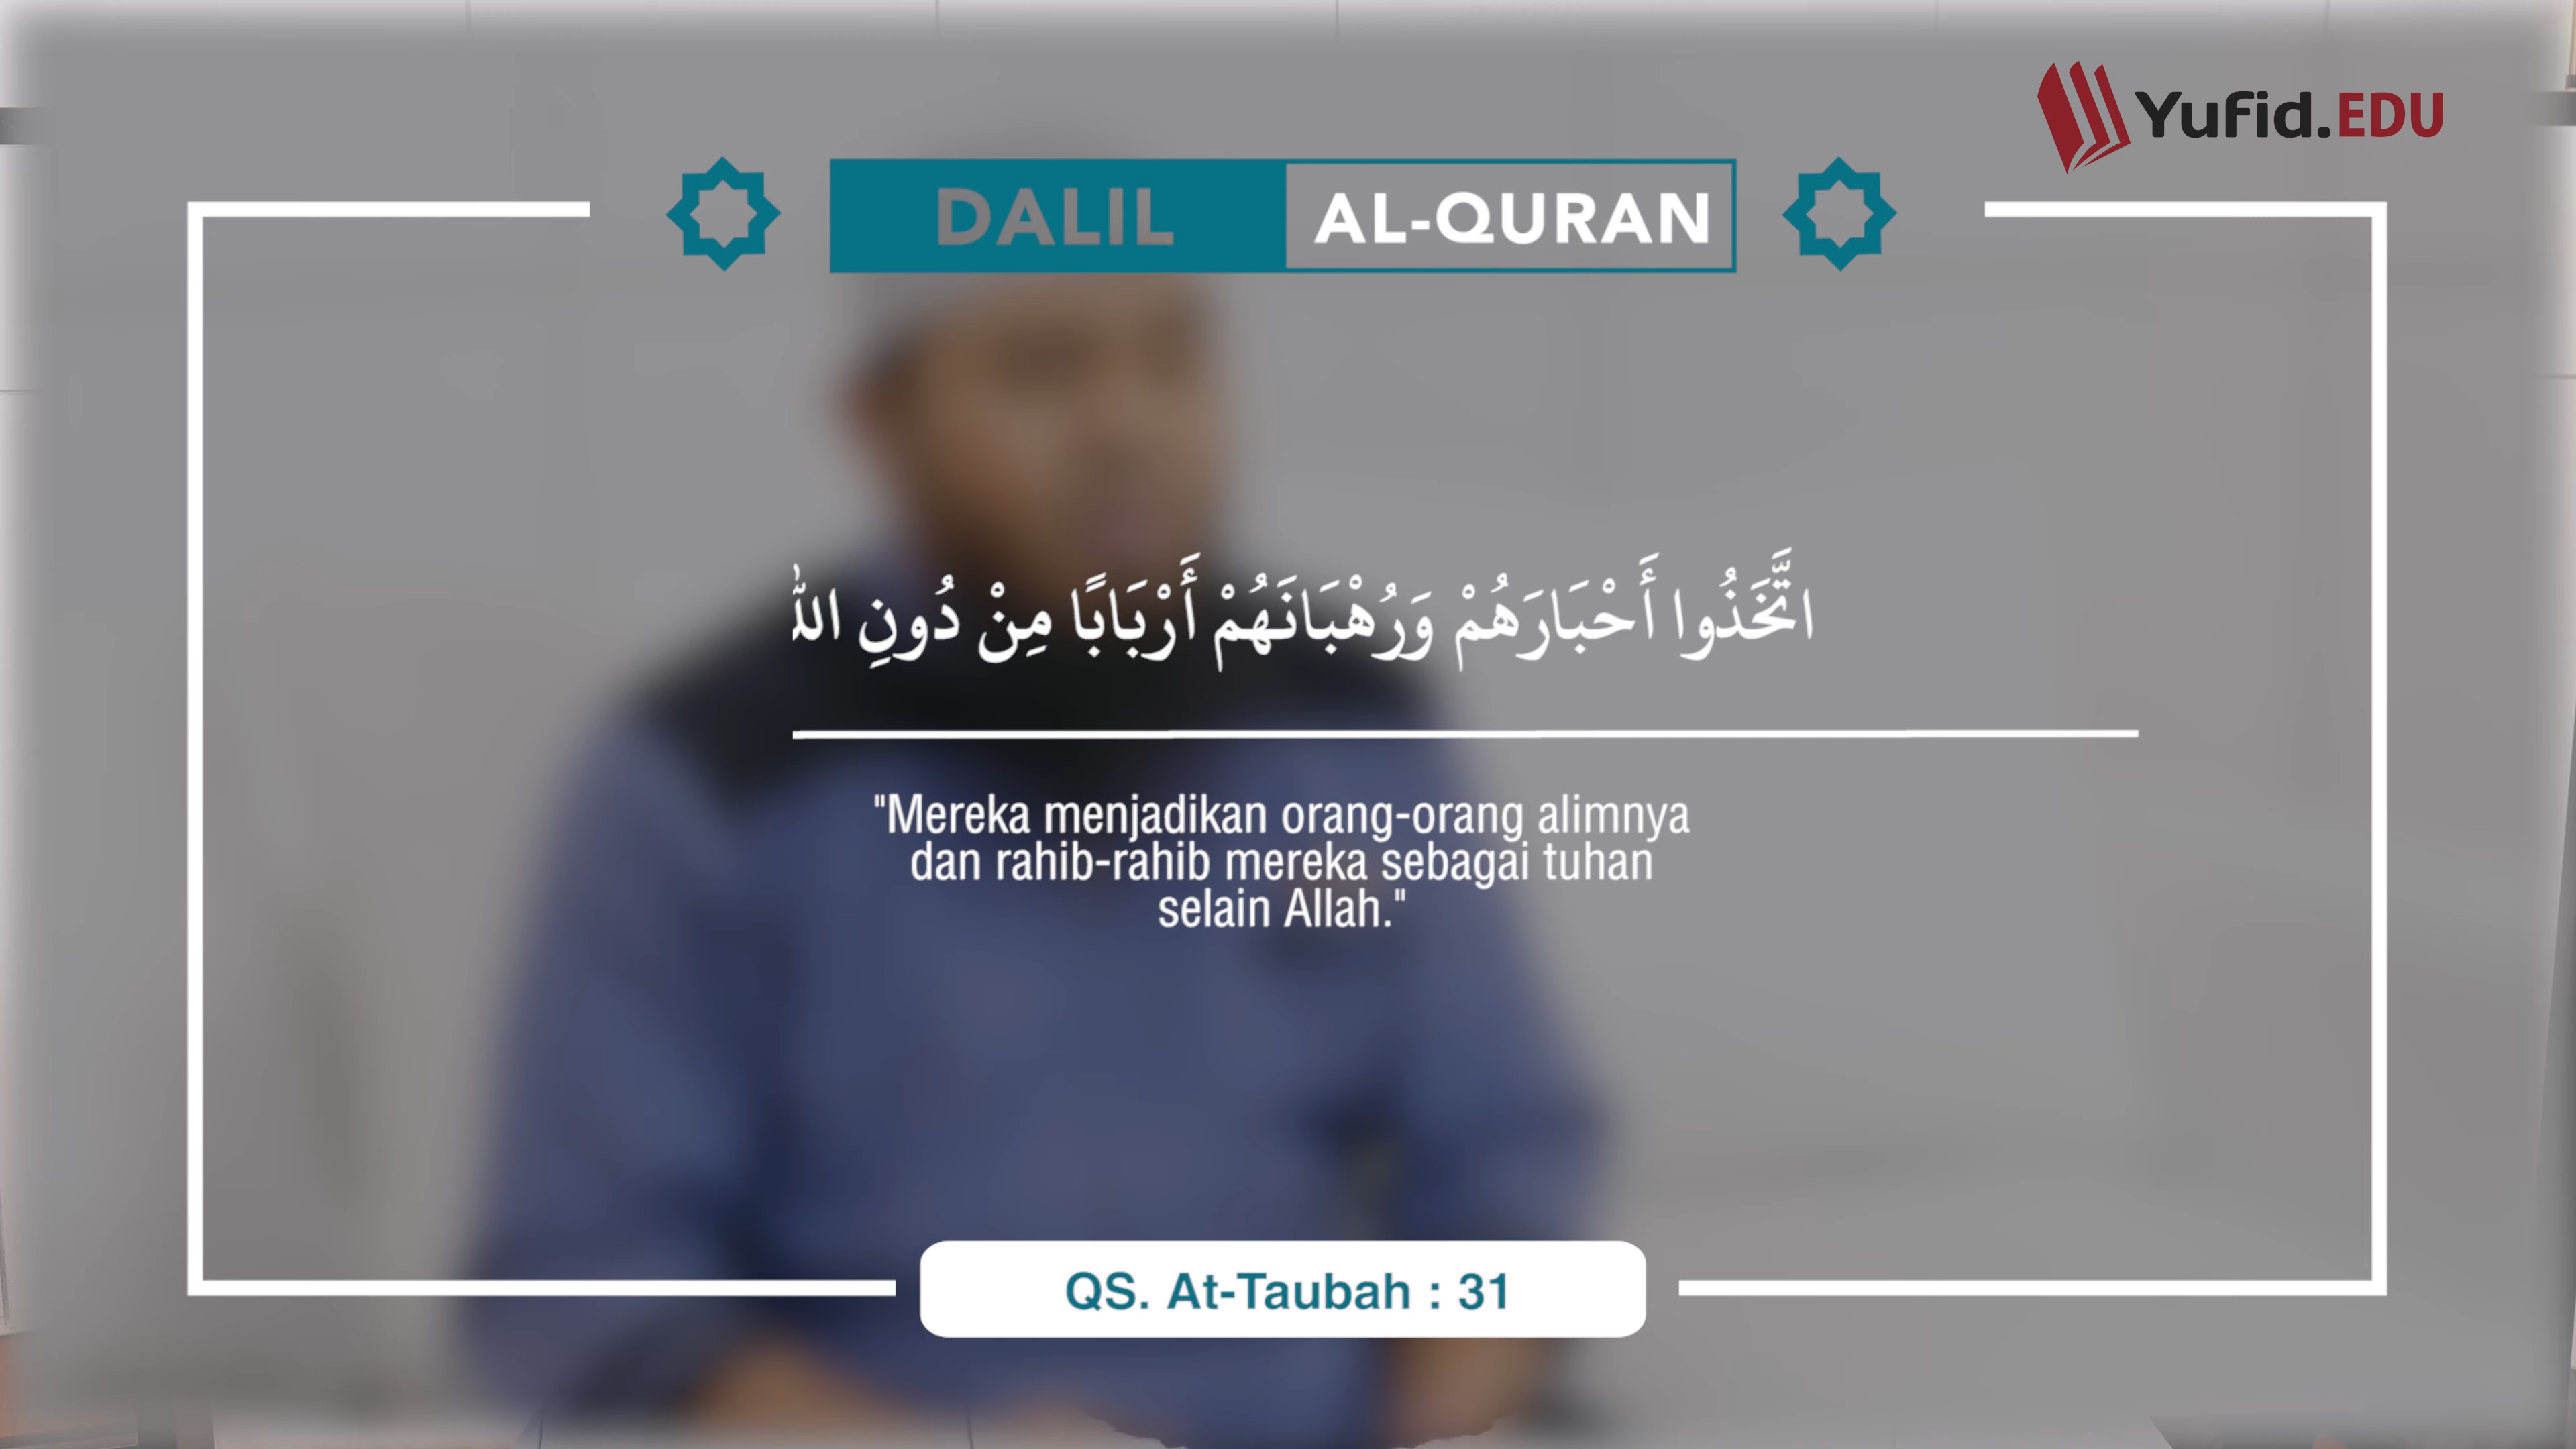 Yufid.EDU
DALIL AL-QURAN
اتَّخَذُوا أَحْبَارَهُمْ وَرُهْبَانَهُمْ أَرْبَابًا مِنْ دُونِ
"Mereka menjadikan orang-orang alimnya
dan rahib-rahib mereka sebagai tuhan
selain Allah."
QS. At-Taubah : 31